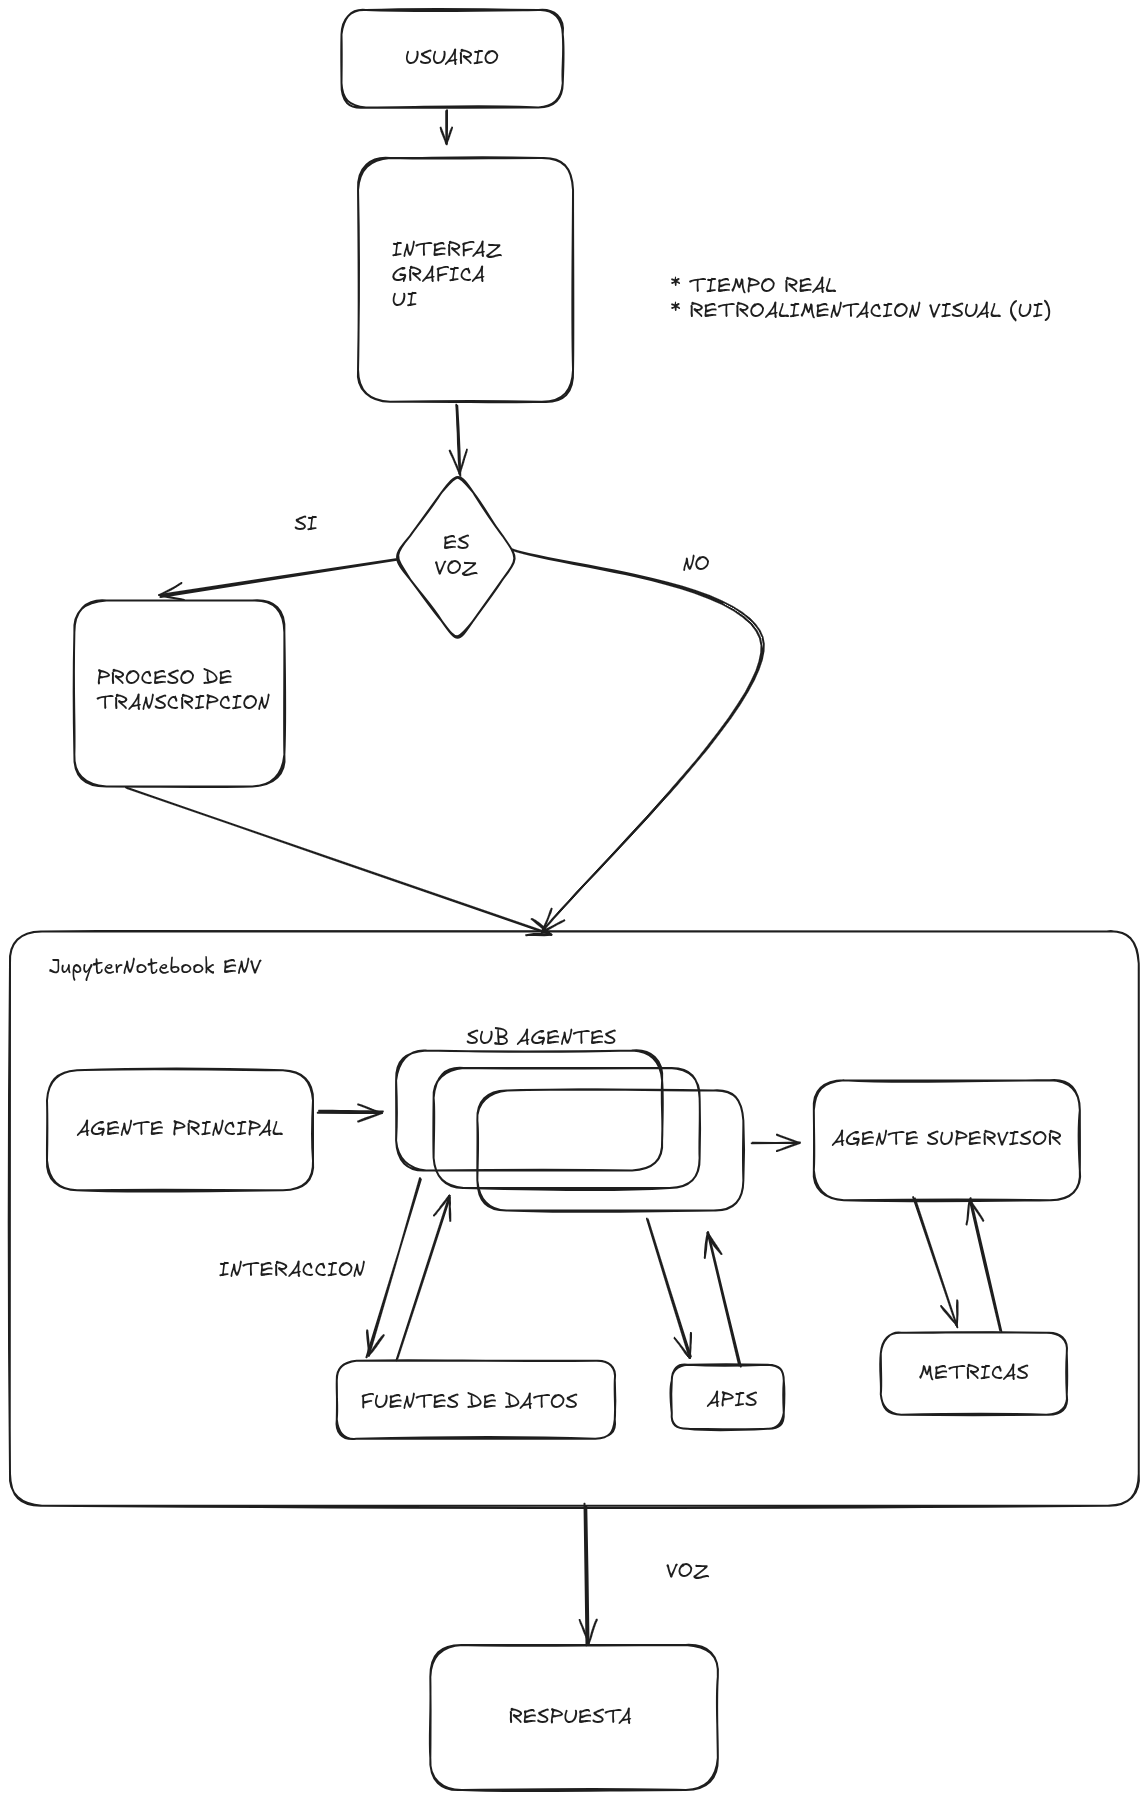 USUARIO
INTERFAZ
GRAFICA
UI
* TIEMPO REAL
* RETROALIMENTACION VISUAL (UI)
SI
ES
VOZ
NO
PROCESO DE
TRANSCRIPCION
JupyterNotebook ENV
SUB AGENTES
AGENTE PRINCIPAL
AGENTE SUPERVISOR
INTERACCION
FUENTES DE DATOS
APIS
METRICAS
VOZ
RESPUESTA